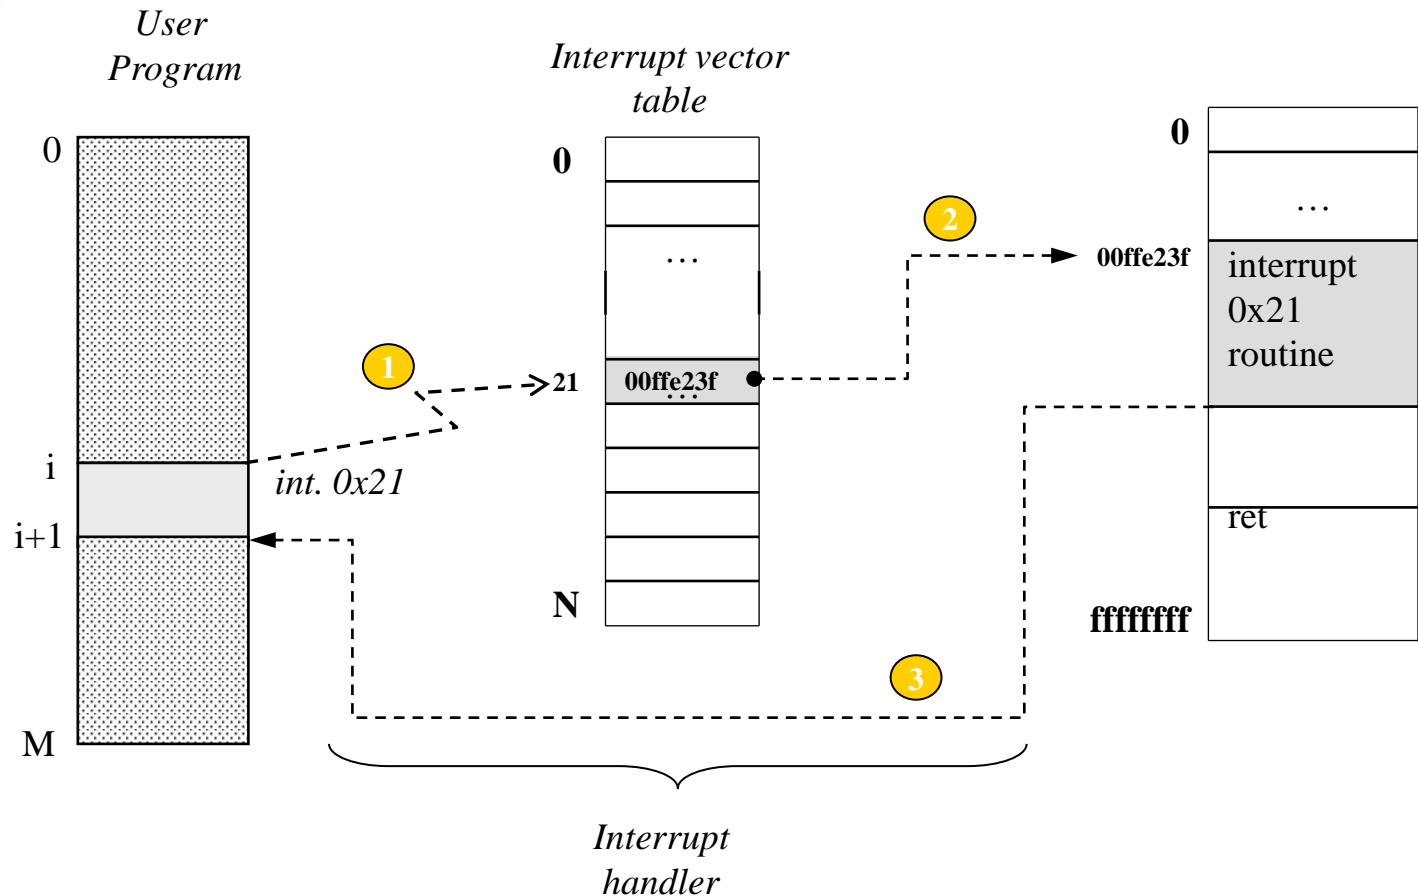 User
Program
Interrupt vector
table
0
i
i+1
M
1
int. 0x21
0
21
N
…
00ffe23f
…
2
3
0
00ffe23f
ffffffff
…
interrupt
0x21
routine
ret
Interrupt
handler